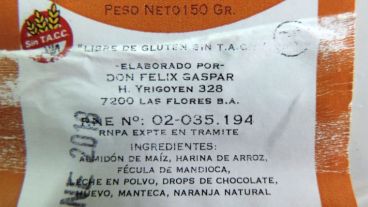 PESO NETO 150 GR.
Sin T.A.C.C.
"LIBRE DE GLUTEN SIN T.A.C.C."
-ELABORADO POR-
DON FELIX GASPAR
H. YRIGOYEN 328
7200 LAS FLORES B.A.
RNE Nº: 02-035.194
RNPA EXPTE EN TRAMITE
INGREDIENTES:
ALMIDÓN DE MAÍZ, HARINA DE ARROZ,
FÉCULA DE MANDIOCA,
LECHE EN POLVO, DROPS DE CHOCOLATE,
HUEVO, MANTECA, NARANJA NATURAL